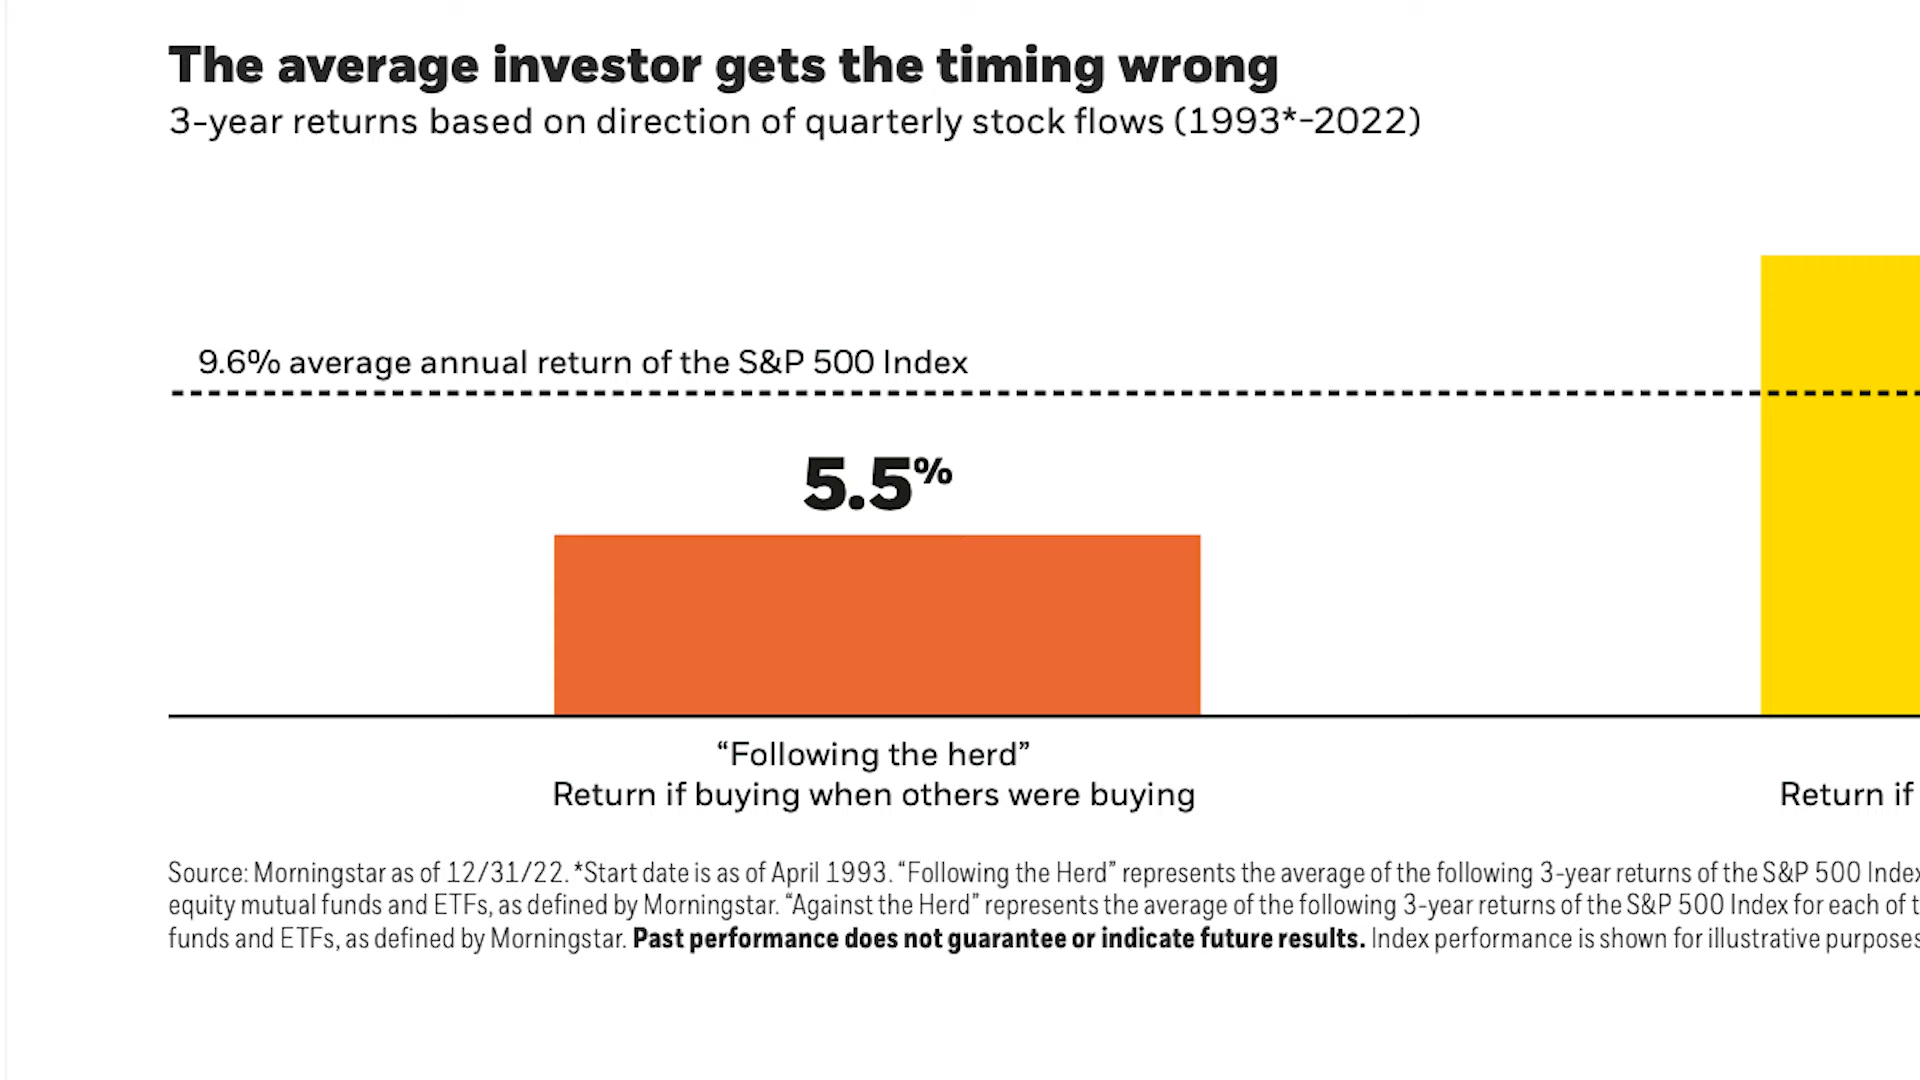 The average investor gets the timing wrong
3-year returns based on direction of quarterly stock flows (1993*-2022)
9.6% average annual return of the S&P 500 Index
5.5%
“Following the herd”
Return if buying when others were buying
Return if
Source: Morningstar as of 12/31/22. *Start date is as of April 1993. “Following the Herd” represents the average of the following 3-year returns of the S&P 500 Index
equity mutual funds and ETFs, as defined by Morningstar. “Against the Herd” represents the average of the following 3-year returns of the S&P 500 Index for each of
funds and ETFs, as defined by Morningstar. Past performance does not guarantee or indicate future results. Index performance is shown for illustrative purposes